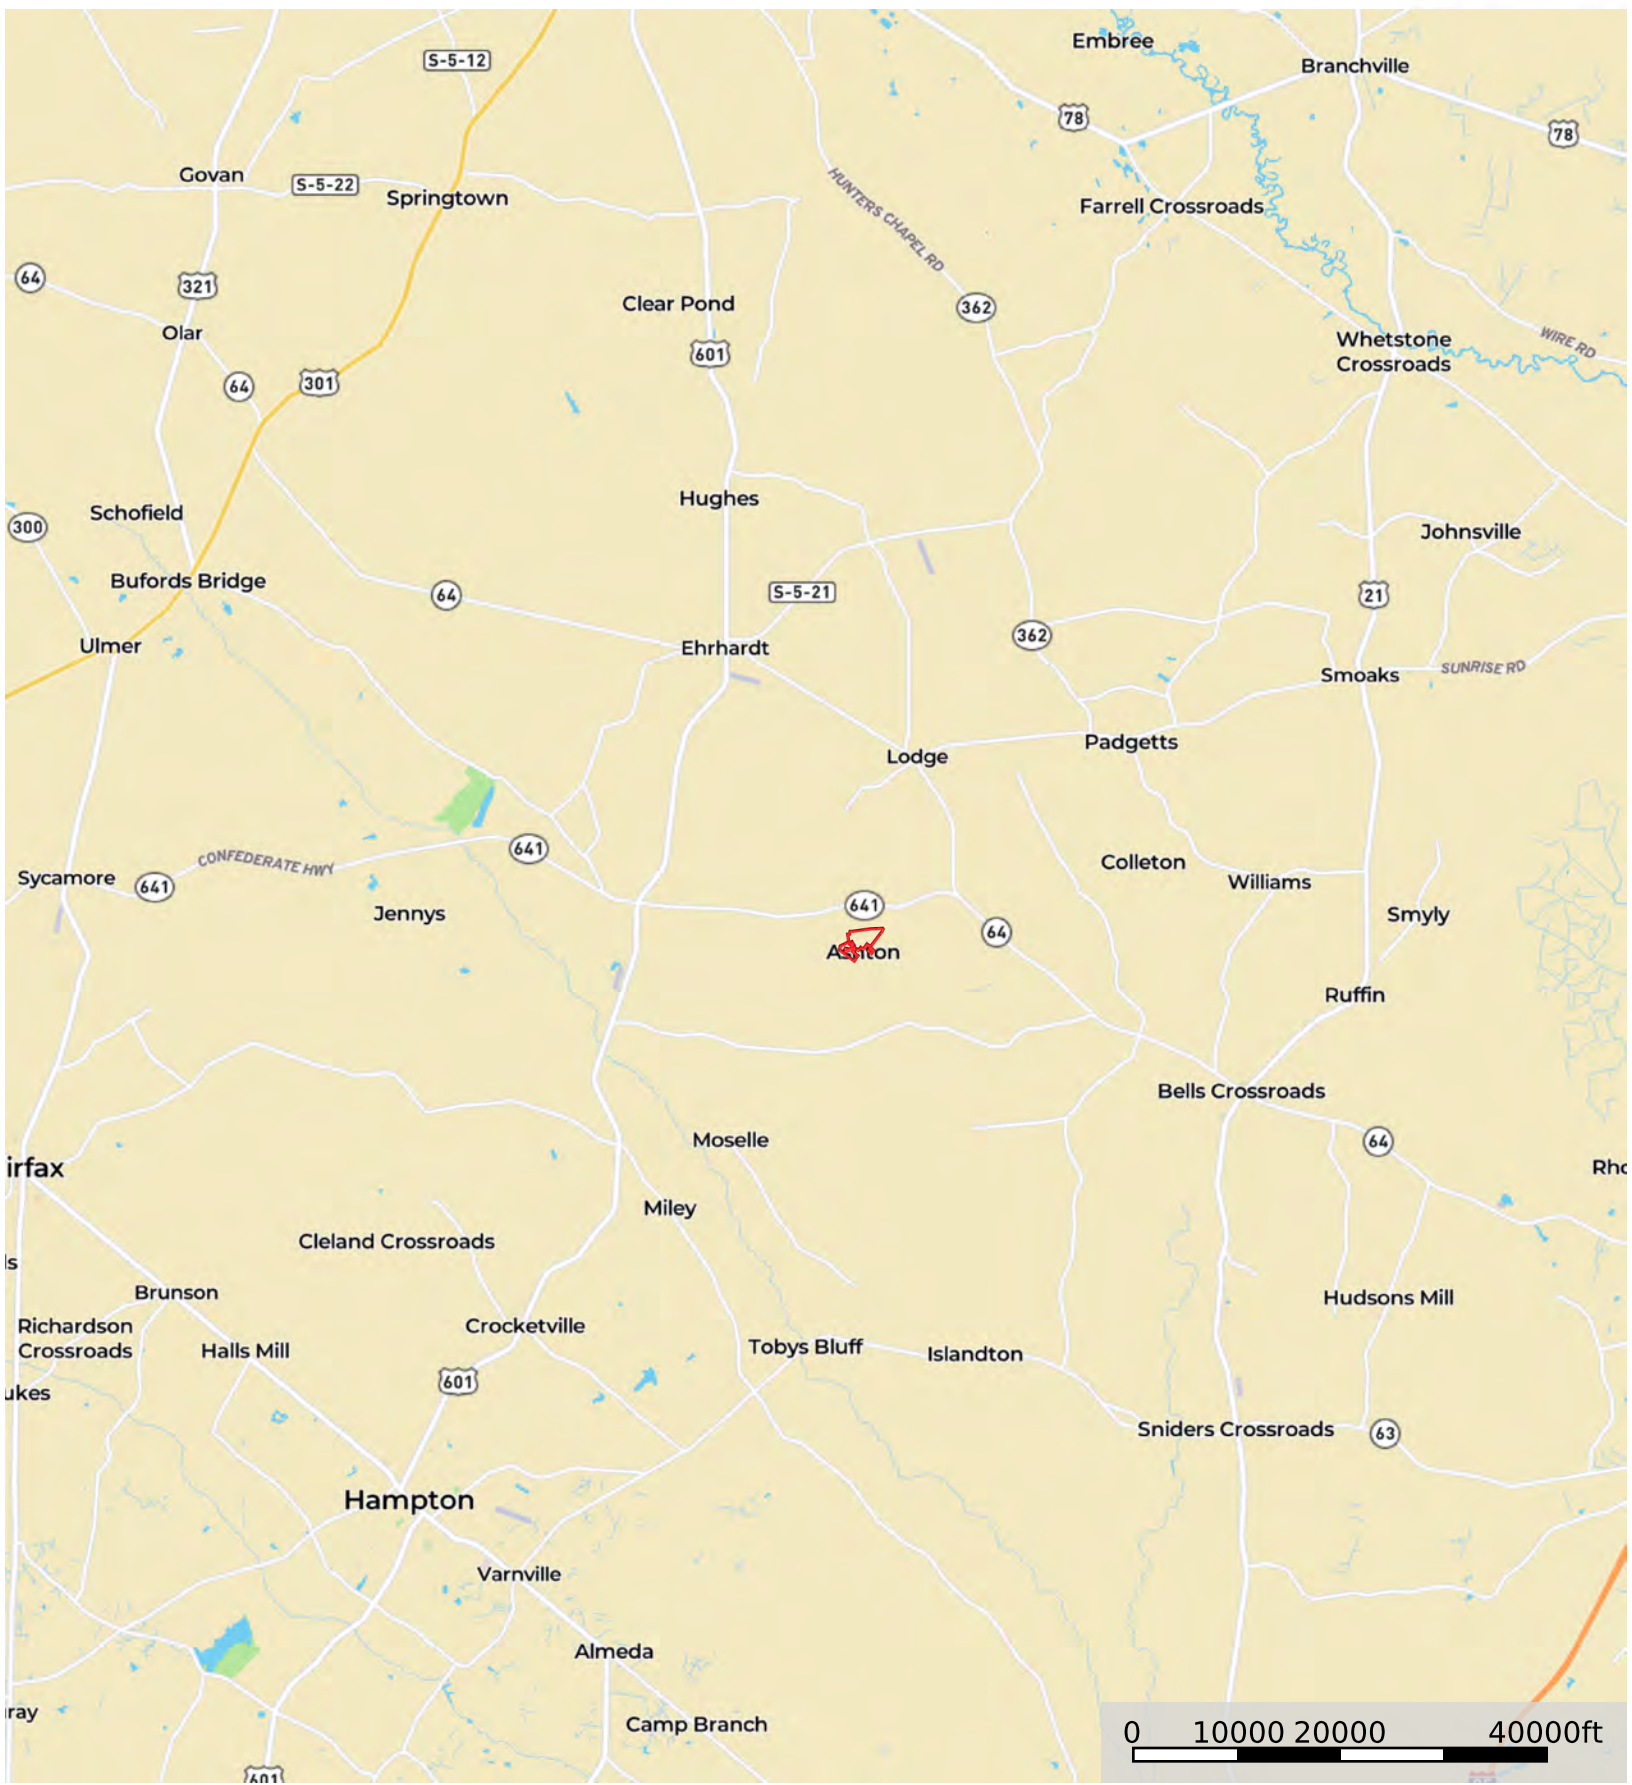 Embree
S-5-12
Branchville
78
78
Govan
S-5-22
Springtown
HUNTERS CHAPEL RD
Farrell Crossroads
64
321
Clear Pond
362
Olar
601
Whetstone
Crossroads
WIRE RD
64
301
Hughes
Schofield
300
Johnsville
Bufords Bridge
64
S-5-21
21
Ulmer
Ehrhardt
362
Smoaks
SUNRISE RD
Lodge
Padgetts
641
CONFEDERATE HWY
Colleton
Sycamore
641
Williams
Jennys
641
64
Smyly
Ashton
Ruffin
Bells Crossroads
Moselle
64
irfax
Rho
Miley
Cleland Crossroads
ls
Brunson
Hudsons Mill
Richardson
Crossroads
Crocketville
Halls Mill
Tobys Bluff
Islandton
601
ukes
Sniders Crossroads
63
Hampton
Varnville
Almeda
ray
Camp Branch
0 10000 20000 40000ft
601